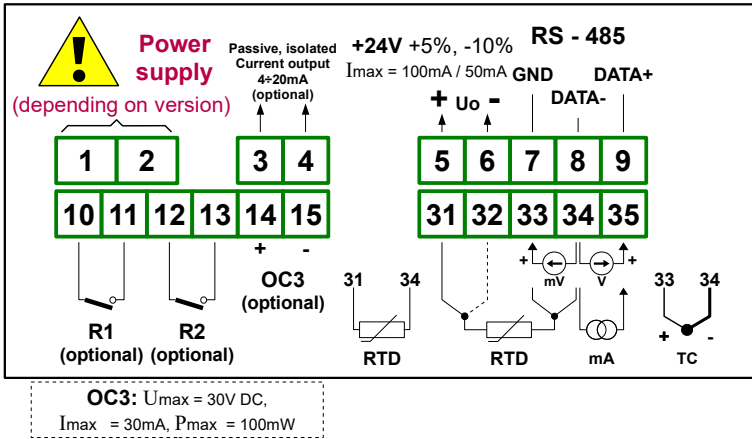 Power
supply
(depending on version)
Passive, isolated
Current output
4÷20mA
(optional)
+24V +5%, -10%
Imax = 100mA / 50mA
RS - 485
GND
DATA+
DATA-
+ Uo -
!
1 2 3 4 5 6 7 8 9
10 11 12 13 14 15 31 32 33 34 35
+ -
OC3
(optional)
R1
(optional)
R2
(optional)
31 34
RTD
RTD
+ mV
V +
mA
33 34
+ -
TC
OC3: Umax = 30V DC,
Imax = 30mA, Pmax = 100mW